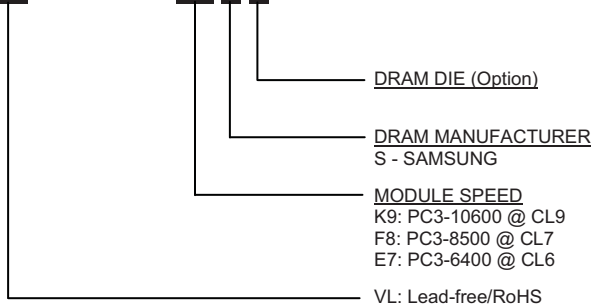 DRAM DIE (Option)
DRAM MANUFACTURER
S - SAMSUNG
MODULE SPEED
K9: PC3-10600 @ CL9
F8: PC3-8500 @ CL7
E7: PC3-6400 @ CL6
VL: Lead-free/RoHS